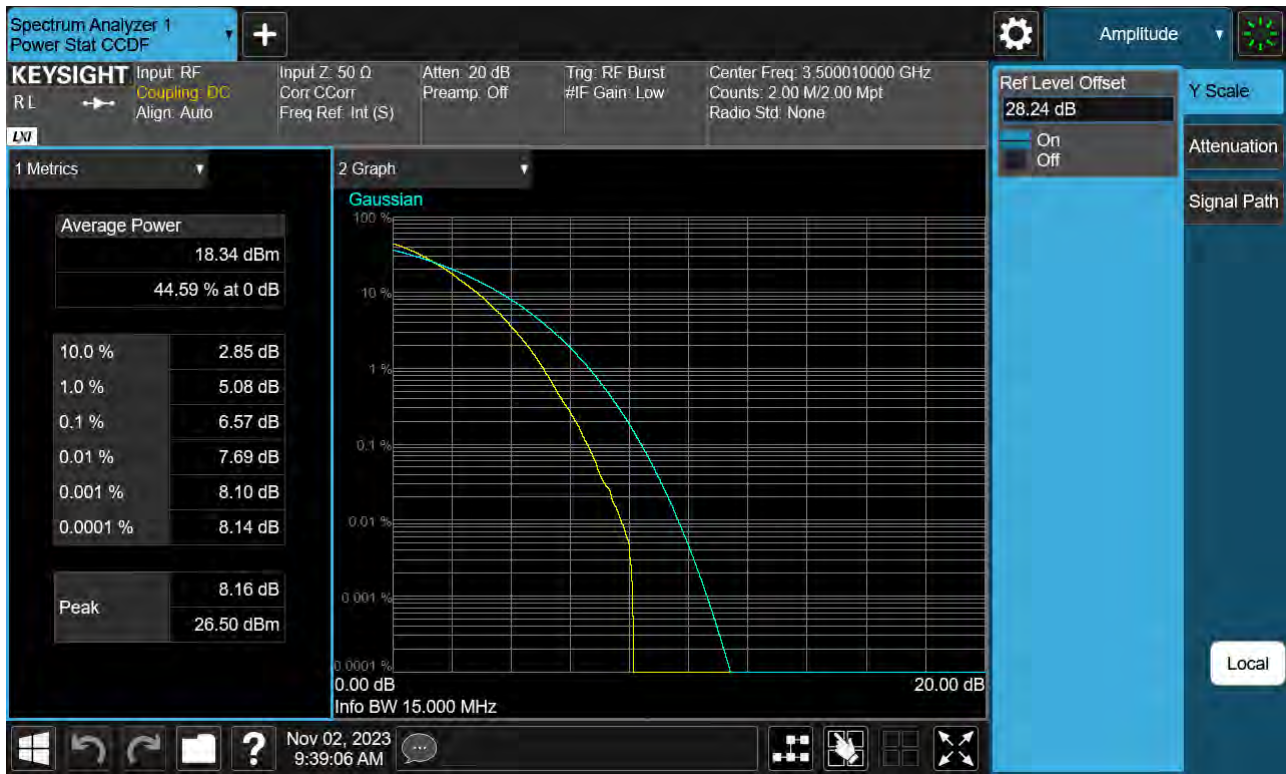 Spectrum Analyzer 1
Power Stat CCDF
+
Amplitude
KEYSIGHT
RL
LXI
Input: RF
Coupling: DC
Align: Auto
Input Z: 50 Ω
Corr CCorr
Freq Ref: Int (S)
Atten: 20 dB
Preamp: Off
Trig: RF Burst
#IF Gain: Low
Center Freq: 3.500010000 GHz
Counts: 2.00 M/2.00 Mpt
Radio Std: None
Ref Level Offset
28.24 dB
On
Off
Y Scale
Attenuation
Signal Path
Local
1 Metrics
Average Power
18.34 dBm
44.59 % at 0 dB
10.0 % 2.85 dB
1.0 % 5.08 dB
0.1 % 6.57 dB
0.01 % 7.69 dB
0.001 % 8.10 dB
0.0001 % 8.14 dB
Peak
8.16 dB
26.50 dBm
2 Graph
Gaussian
100 %
10 %
1 %
0.1 %
0.01 %
0.001 %
0.0001 %
0.00 dB 20.00 dB
Info BW 15.000 MHz
?
Nov 02, 2023
9:39:06 AM